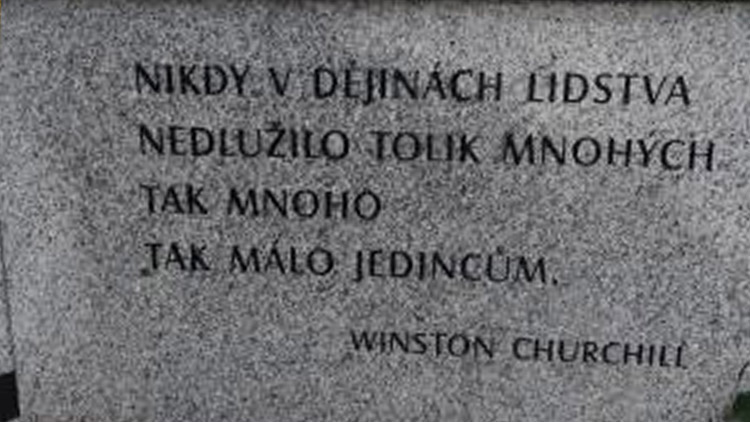 NIKDY V DĚJINÁCH LIDSTVA
NEDLUŽILO TOLIK MNOHÝCH
TAK MNOHO
TAK MÁLO JEDINCŮM.
WINSTON CHURCHILL